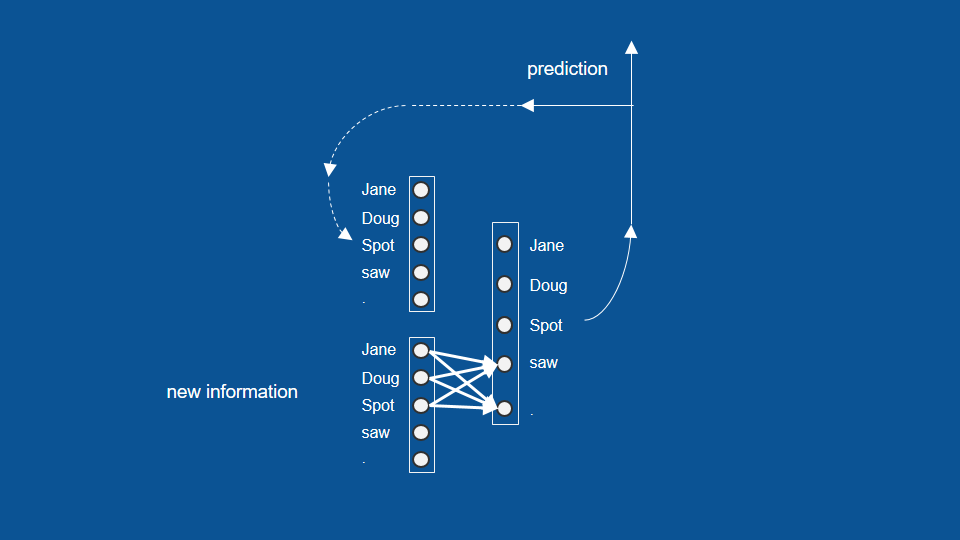 prediction
Jane
Doug
Spot
saw
.
Jane
Doug
Spot
saw
.
new information
Jane
Doug
Spot
saw
.